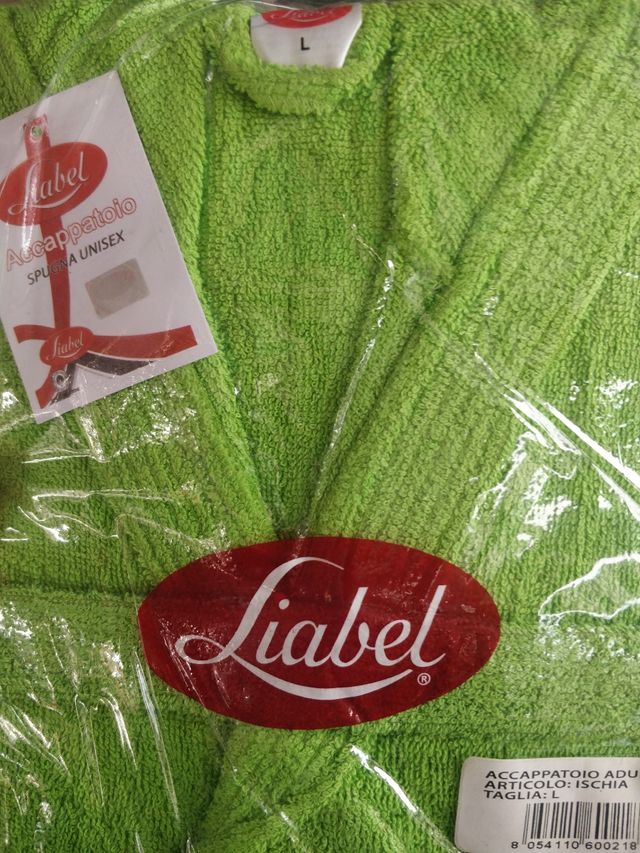 Liabel
L
Liabel
Accappatoio
SPUGNA UNISEX
Liabel
Liabel®
ACCAPPATOIO ADU
ARTICOLO: ISCHIA
TAGLIA: L
8 054110 600218